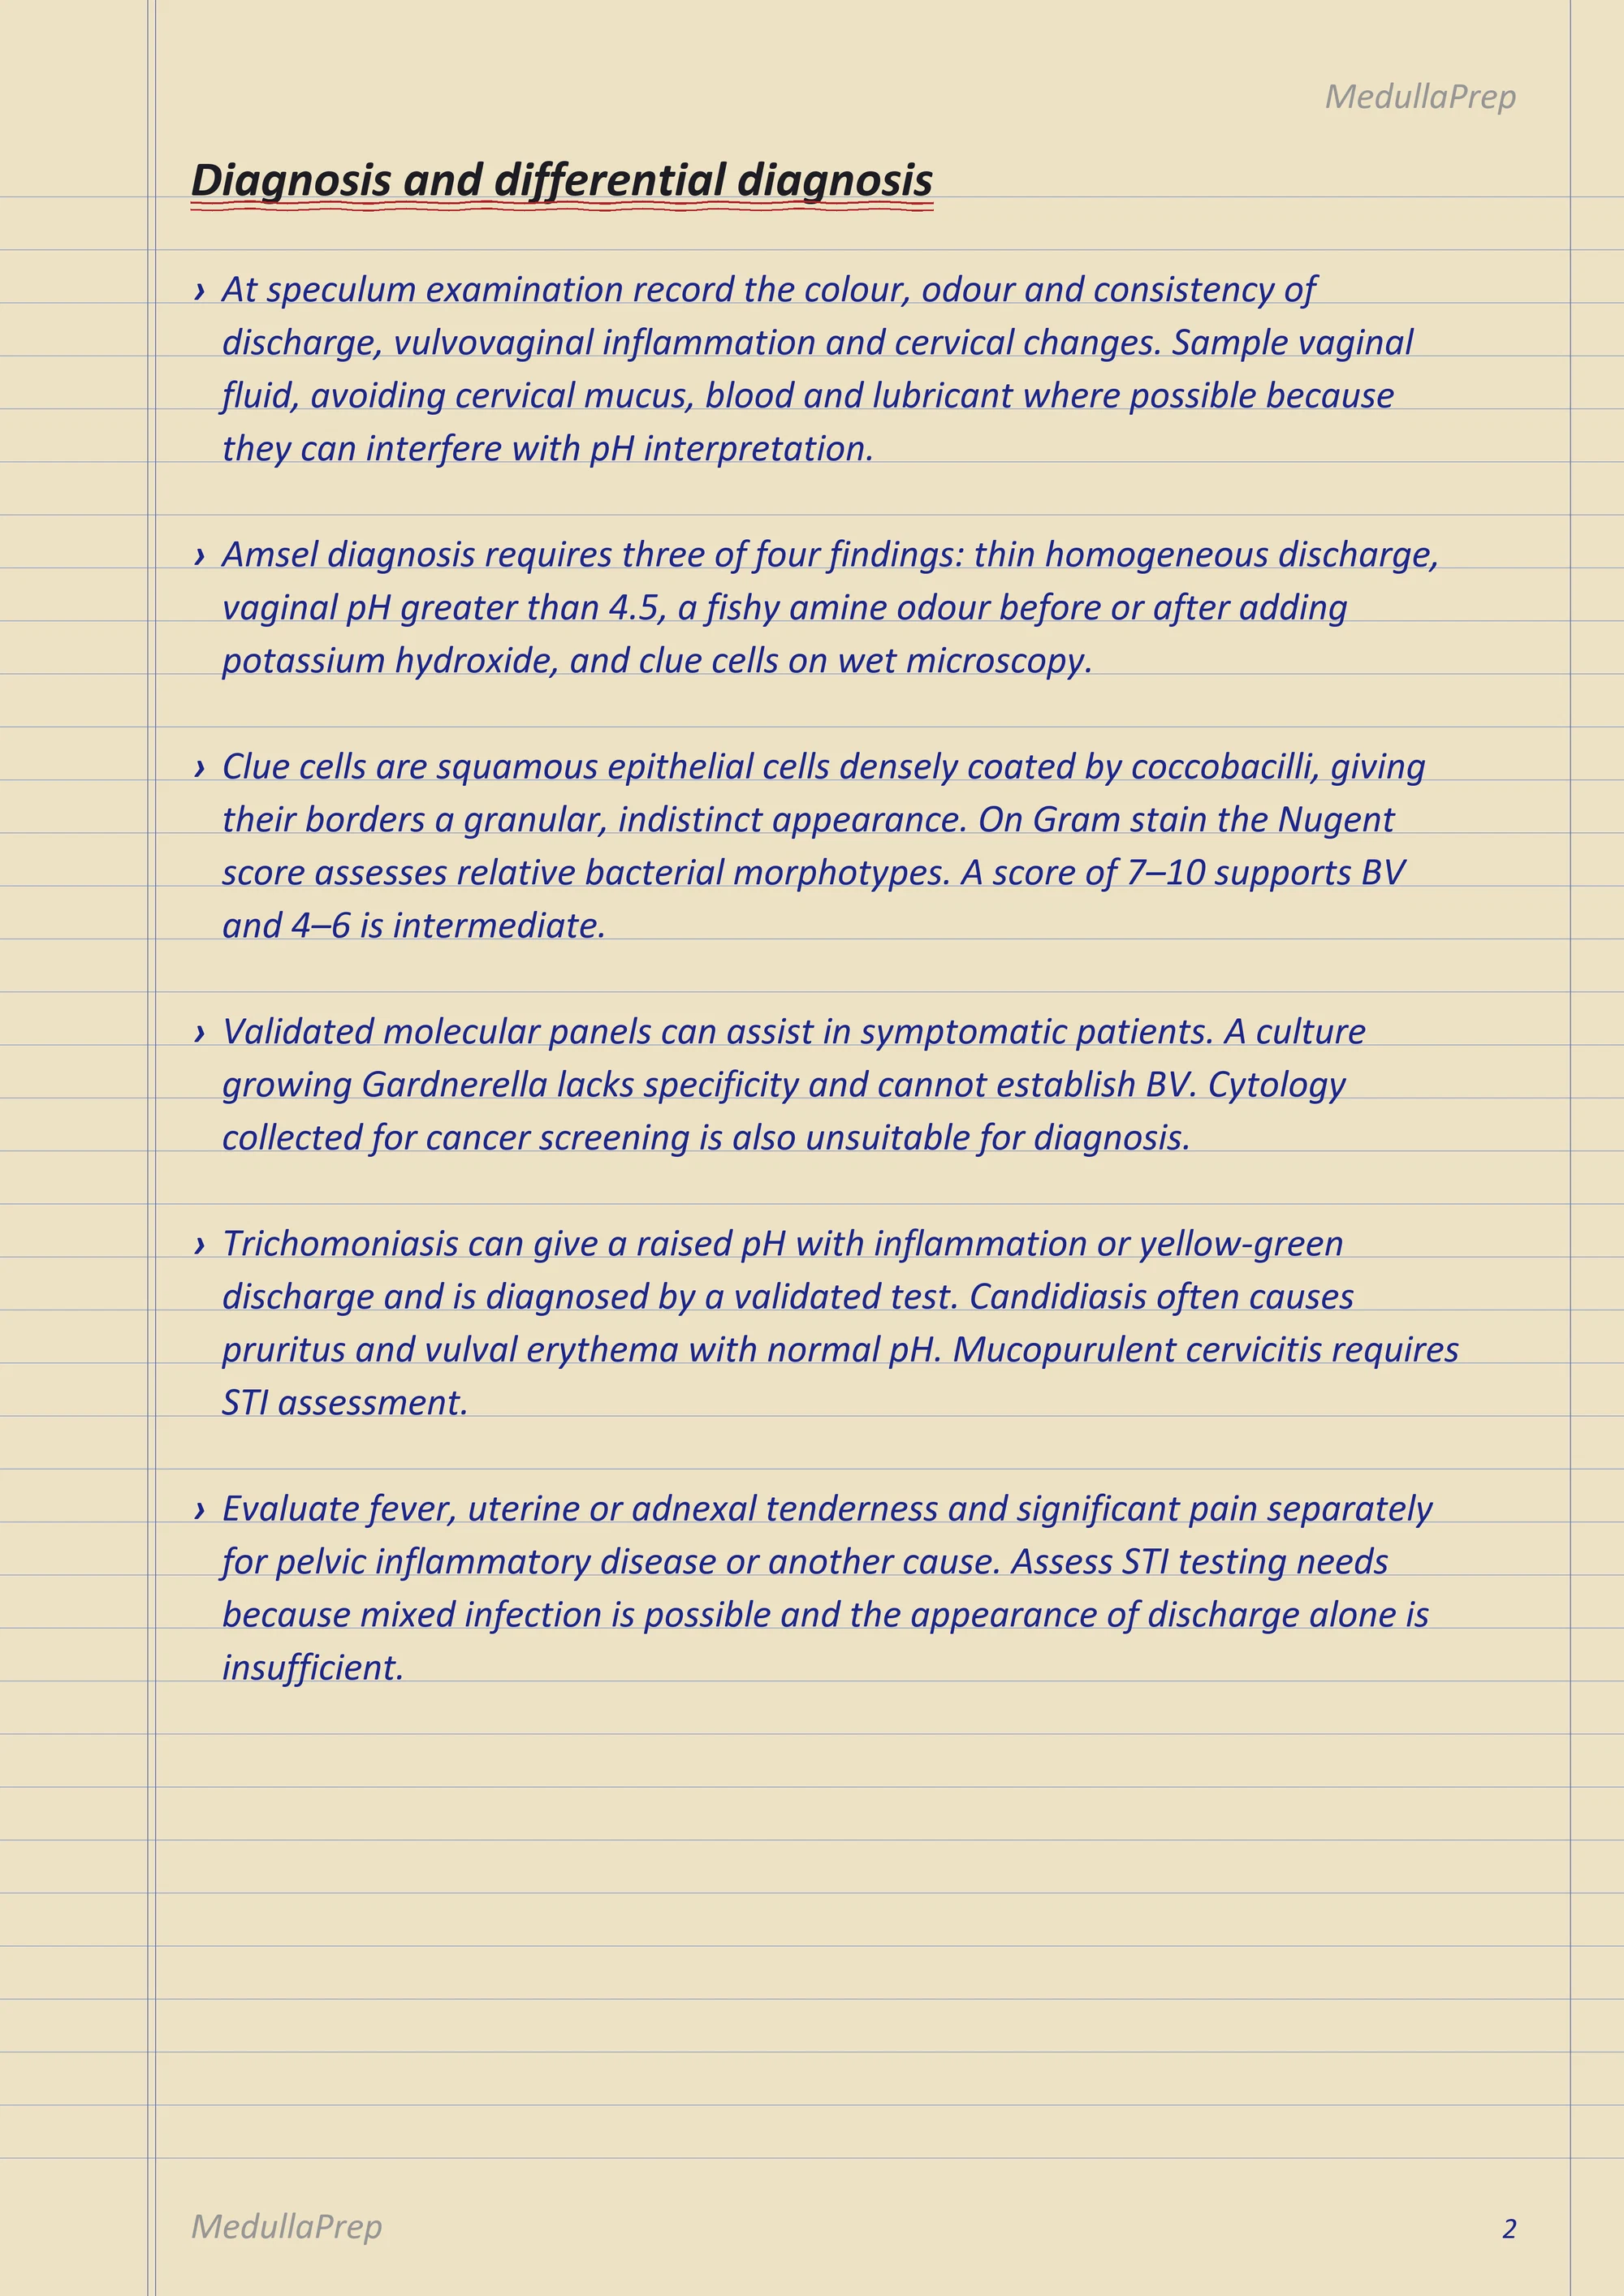 MedullaPrep
Diagnosis and differential diagnosis
› At speculum examination record the colour, odour and consistency of
discharge, vulvovaginal inflammation and cervical changes. Sample vaginal
fluid, avoiding cervical mucus, blood and lubricant where possible because
they can interfere with pH interpretation.
› Amsel diagnosis requires three of four findings: thin homogeneous discharge,
vaginal pH greater than 4.5, a fishy amine odour before or after adding
potassium hydroxide, and clue cells on wet microscopy.
› Clue cells are squamous epithelial cells densely coated by coccobacilli, giving
their borders a granular, indistinct appearance. On Gram stain the Nugent
score assesses relative bacterial morphotypes. A score of 7–10 supports BV
and 4–6 is intermediate.
› Validated molecular panels can assist in symptomatic patients. A culture
growing Gardnerella lacks specificity and cannot establish BV. Cytology
collected for cancer screening is also unsuitable for diagnosis.
› Trichomoniasis can give a raised pH with inflammation or yellow-green
discharge and is diagnosed by a validated test. Candidiasis often causes
pruritus and vulval erythema with normal pH. Mucopurulent cervicitis requires
STI assessment.
› Evaluate fever, uterine or adnexal tenderness and significant pain separately
for pelvic inflammatory disease or another cause. Assess STI testing needs
because mixed infection is possible and the appearance of discharge alone is
insufficient.
MedullaPrep
2